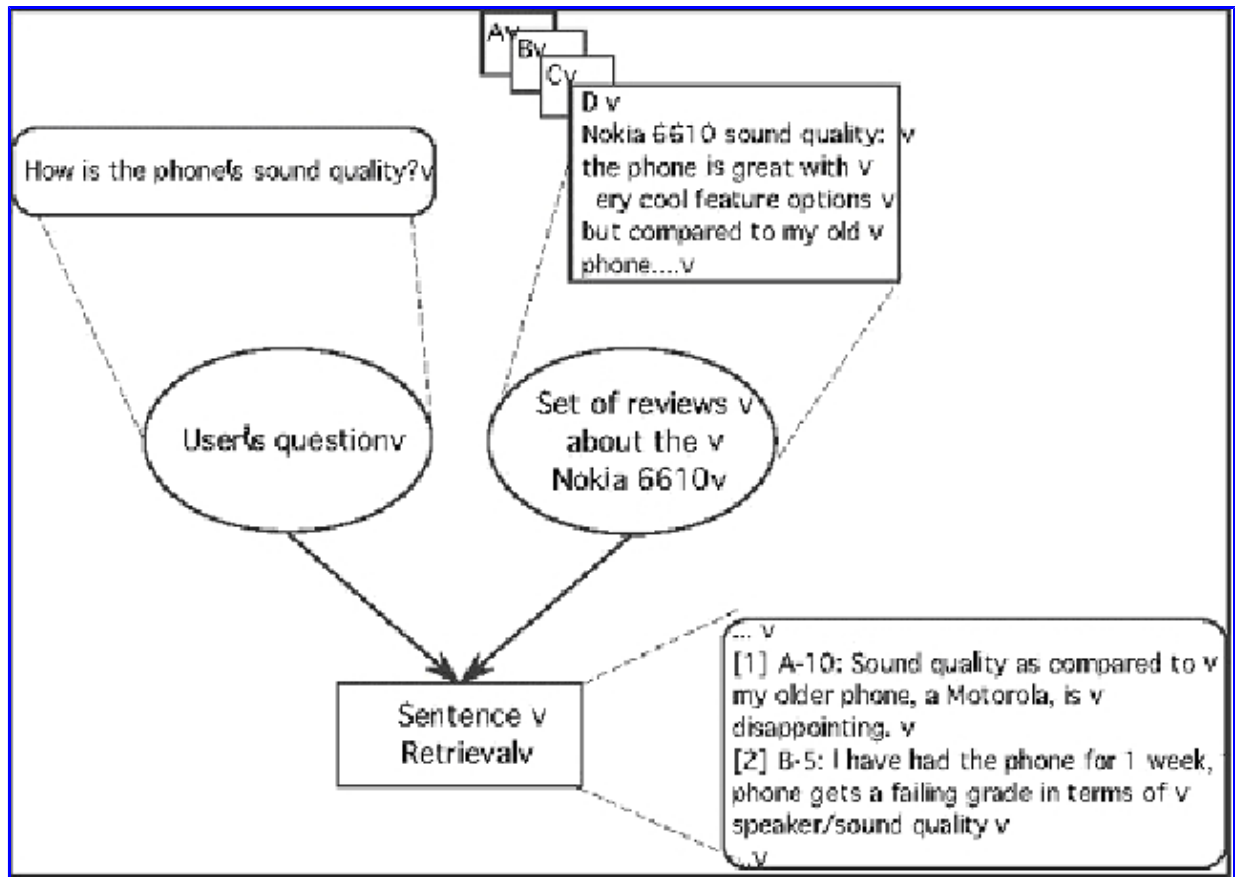 Av
Bv
Cv
D v
Nokia 6610 sound quality: v
the phone is great with v
ery cool feature options v
but compared to my old v
phone....v
How is the phone's sound quality?v
User's questionv
Set of reviews v
about the v
Nokia 6610v
Sentence v
Retrievalv
... v
[1] A-10: Sound quality as compared to v
my older phone, a Motorola, is v
disappointing. v
[2] B-5: I have had the phone for 1 week, v
phone gets a failing grade in terms of v
speaker/sound quality v
...v